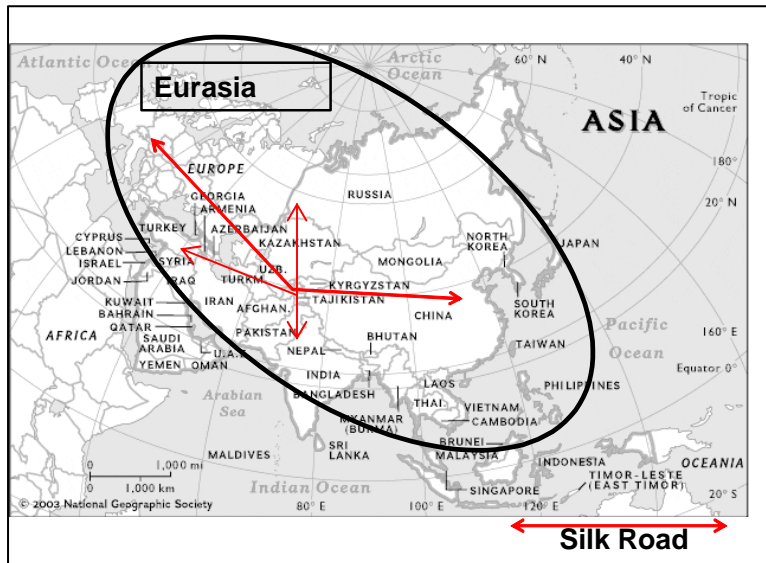 Atlantic Ocean
Arctic
Ocean
60° N
40° N
Eurasia
Tropic
of Cancer
ASIA
EUROPE
180°
RUSSIA
20° N
GEORGIA
ARMENIA
TURKEY
AZERBAIJAN
CYPRUS
KAZAKHSTAN
NORTH
KOREA
JAPAN
LEBANON
SYRIA
MONGOLIA
ISRAEL
UZB.
JORDAN
IRAQ
TURKM.
KYRGYZSTAN
TAJIKISTAN
KUWAIT
IRAN
AFGHAN.
CHINA
SOUTH
KOREA
BAHRAIN
QATAR
PAKISTAN
BHUTAN
Pacific
Ocean
160° E
AFRICA
SAUDI
ARABIA
U.A.E.
NEPAL
TAIWAN
YEMEN
OMAN
INDIA
Equator 0°
LAOS
PHILIPPINES
Arabian
Sea
BANGLADESH
THAI.
VIETNAM
MYANMAR
(BURMA)
CAMBODIA
SRI
LANKA
BRUNEI
MALDIVES
MALAYSIA
INDONESIA
OCEANIA
0 1,000 mi
0 1,000 km
TIMOR-LESTE
(EAST TIMOR)
Indian Ocean
SINGAPORE
20° S
© 2003 National Geographic Society
80° E
100° E
120° E
Silk Road